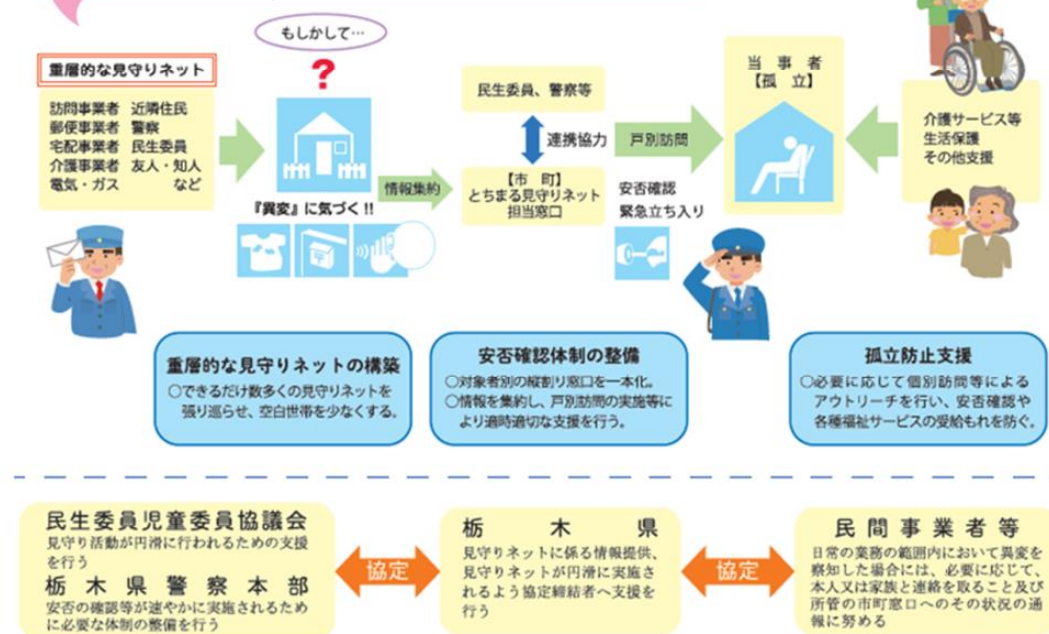 もしかして…
?
重層的な見守りネット
訪問事業者 近隣住民
郵便事業者 警察
宅配事業者 民生委員
介護事業者 友人・知人
電気・ガス など
『異変』に気づく!!
情報集約
民生委員、警察等
連携協力
【市 町】
とちまる見守りネット
担当窓口
戸別訪問
安否確認
緊急立ち入り
当 事 者
【孤 立】
介護サービス等
生活保護
その他支援
重層的な見守りネットの構築
○できるだけ数多くの見守りネットを
張り巡らせ、空白世帯を少なくする。
安否確認体制の整備
○対象者別の縦割り窓口を一本化。
○情報を集約し、戸別訪問の実施等に
より適時適切な支援を行う。
孤立防止支援
○必要に応じて個別訪問等による
アウトリーチを行い、安否確認や
各種福祉サービスの受給もれを防ぐ。
民生委員児童委員協議会
見守り活動が円滑に行われるための支援
を行う
栃木県警察本部
安否の確認等が速やかに実施されるため
に必要な体制の整備を行う
協定
栃 木 県
見守りネットに係る情報提供、
見守りネットが円滑に実施さ
れるよう協定締結者へ支援を
行う
協定
民間事業者等
日常の業務の範囲内において異変を
察知した場合には、必要に応じて、
本人又は家族と連絡を取ること及び
所管の市町窓口へのその状況の通
報に努める